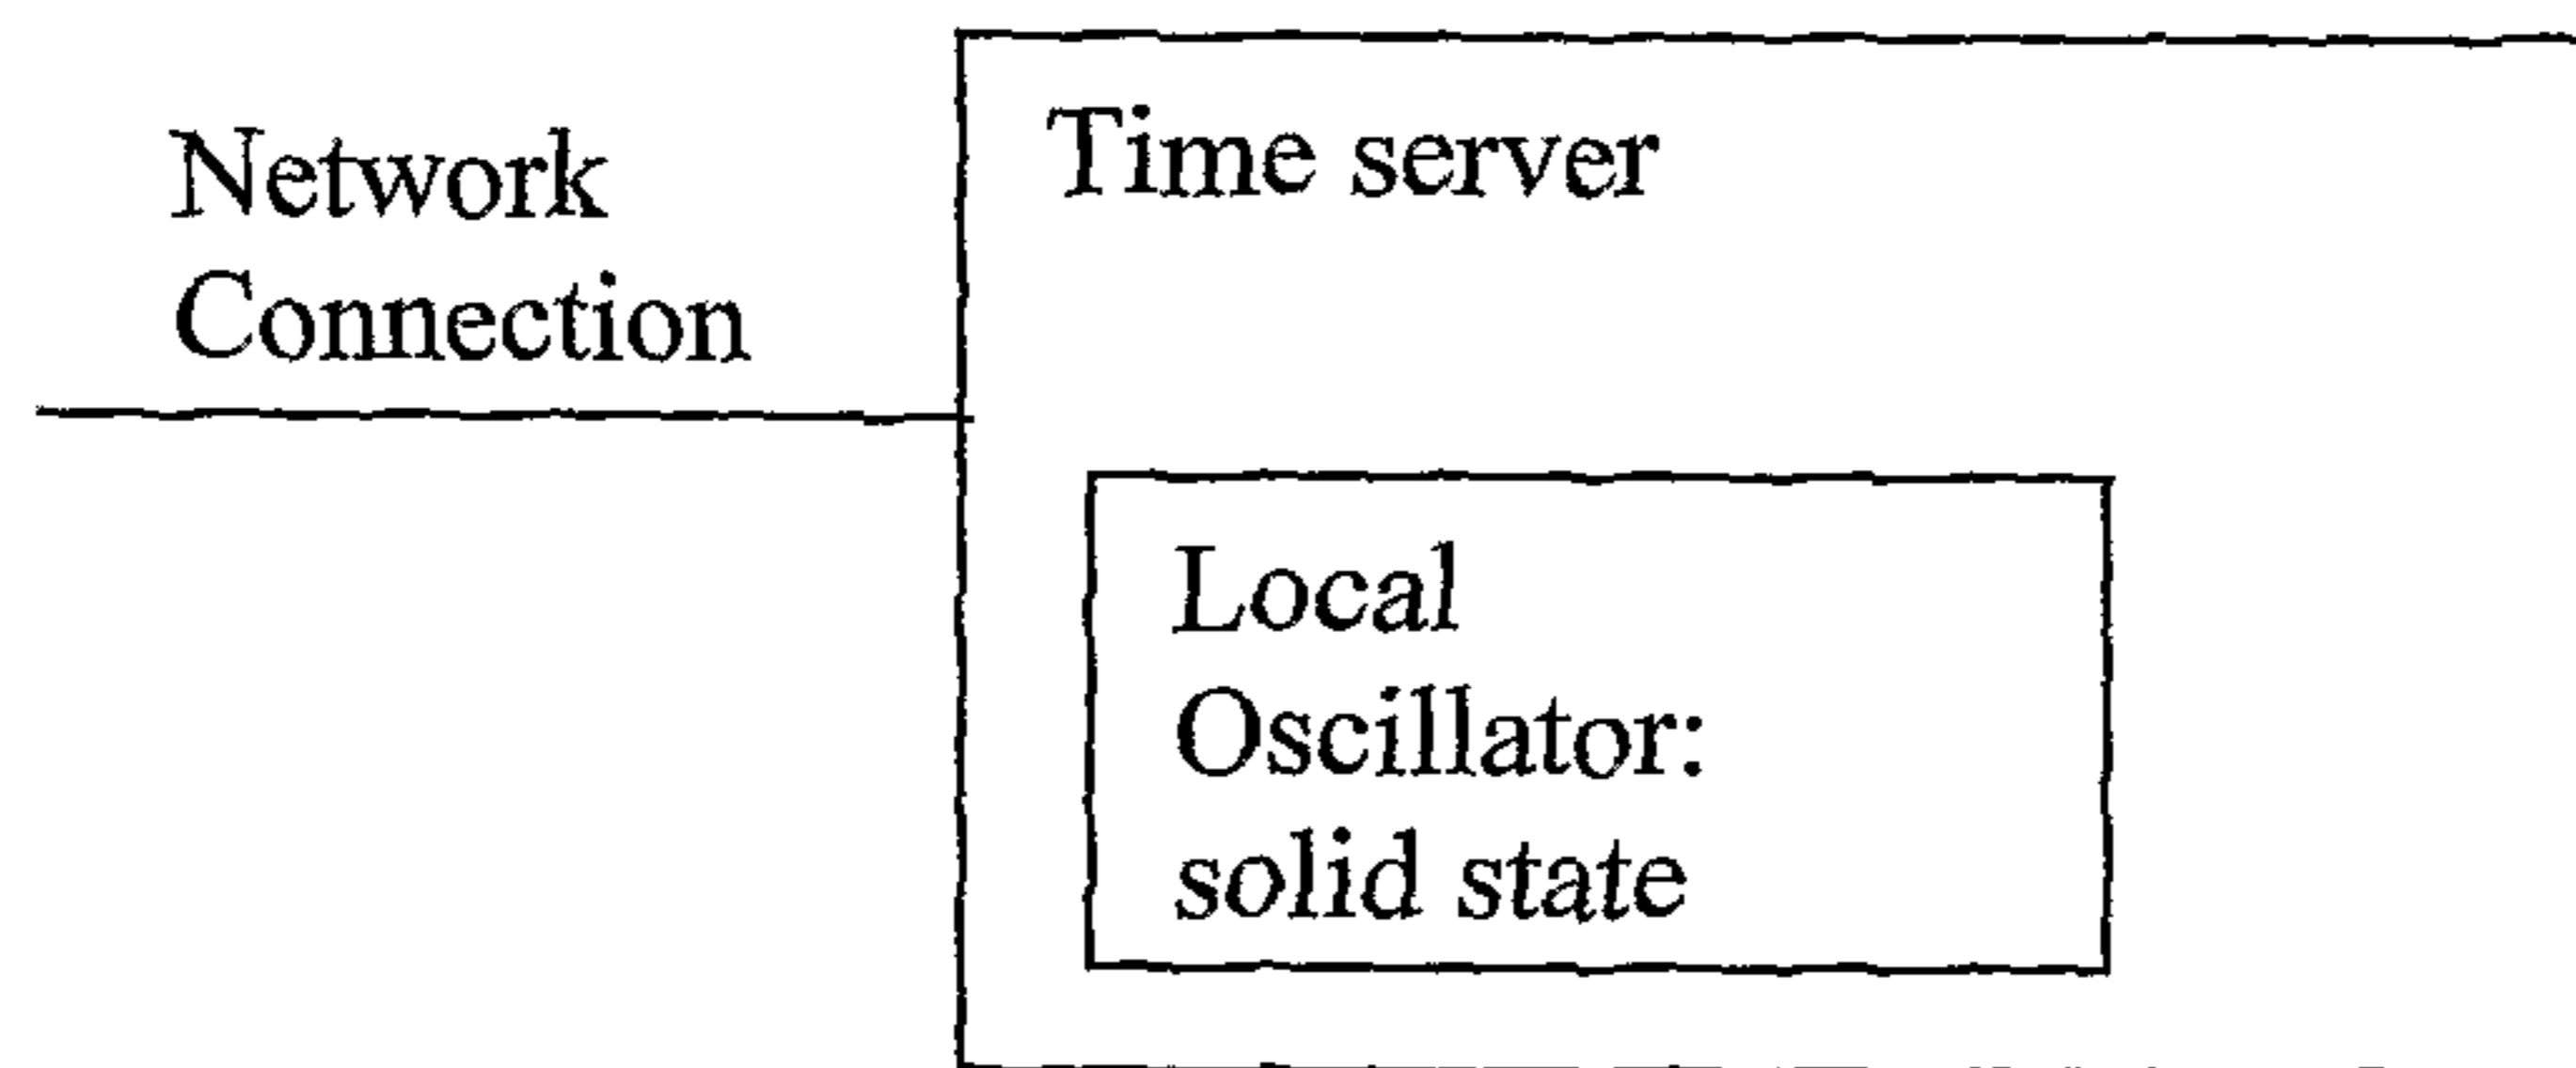 Network
Connection
Time server
Local
Oscillator:
solid state